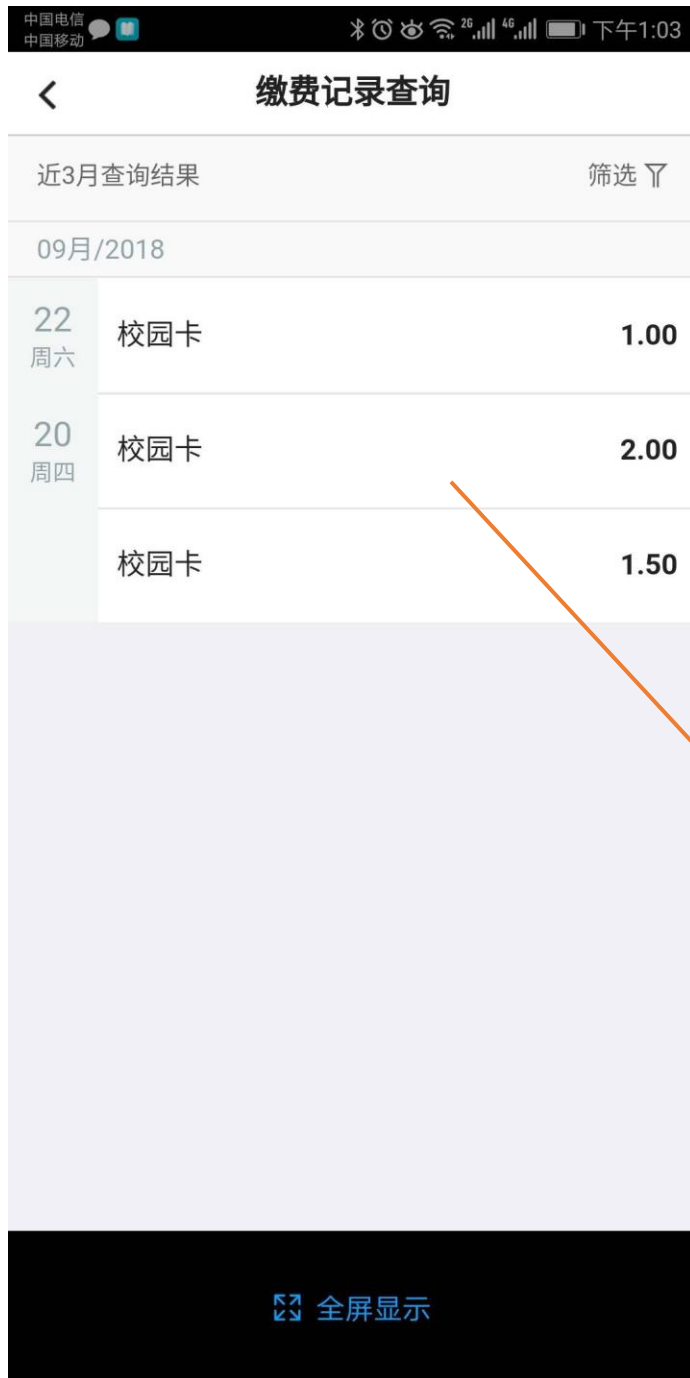 中国电信
中国移动
2G 4G 下午1:03
缴费记录查询
近3月查询结果 筛选
09月/2018
22 校园卡 1.00
周六
20 校园卡 2.00
周四
校园卡 1.50
全屏显示